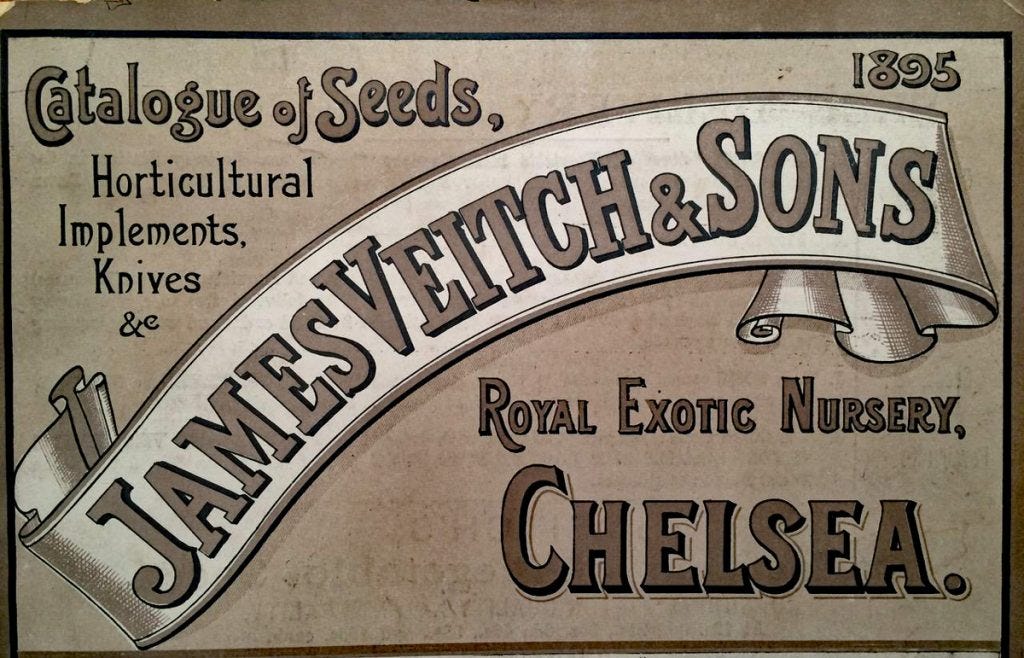 1895
Catalogue of Seeds,
Horticultural
Implements,
Knives
&c
JAMES VEITCH & SONS
ROYAL EXOTIC NURSERY,
CHELSEA.